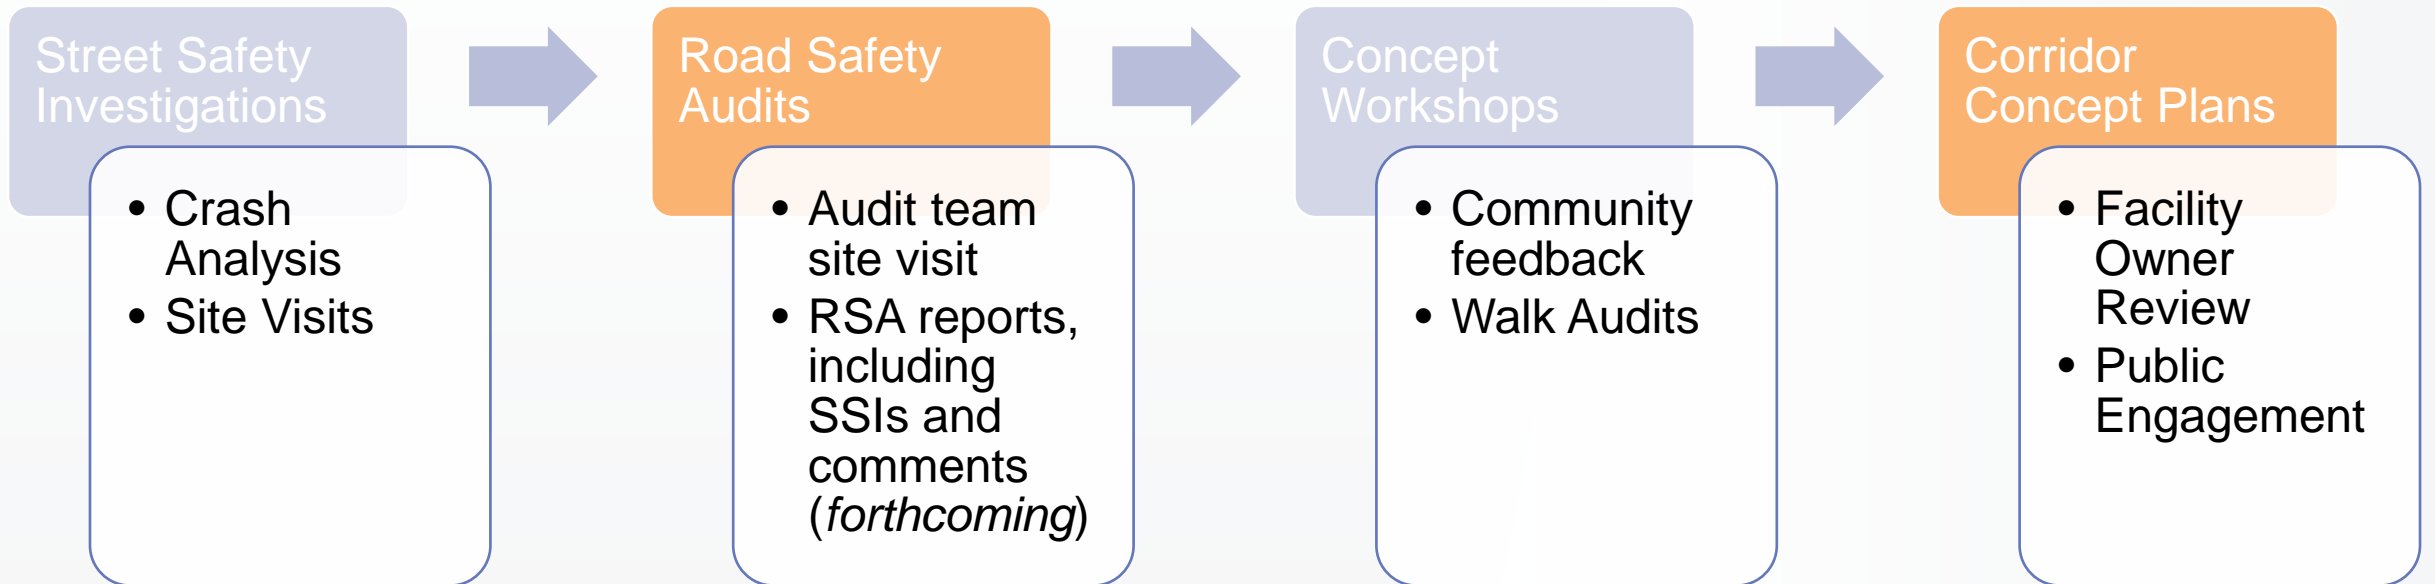 Street Safety
Investigations
• Crash
Analysis
• Site Visits
Road Safety
Audits
• Audit team
site visit
• RSA reports,
including
SSIs and
comments
(forthcoming)
Concept
Workshops
• Community
feedback
• Walk Audits
Corridor
Concept Plans
• Facility
Owner
Review
• Public
Engagement